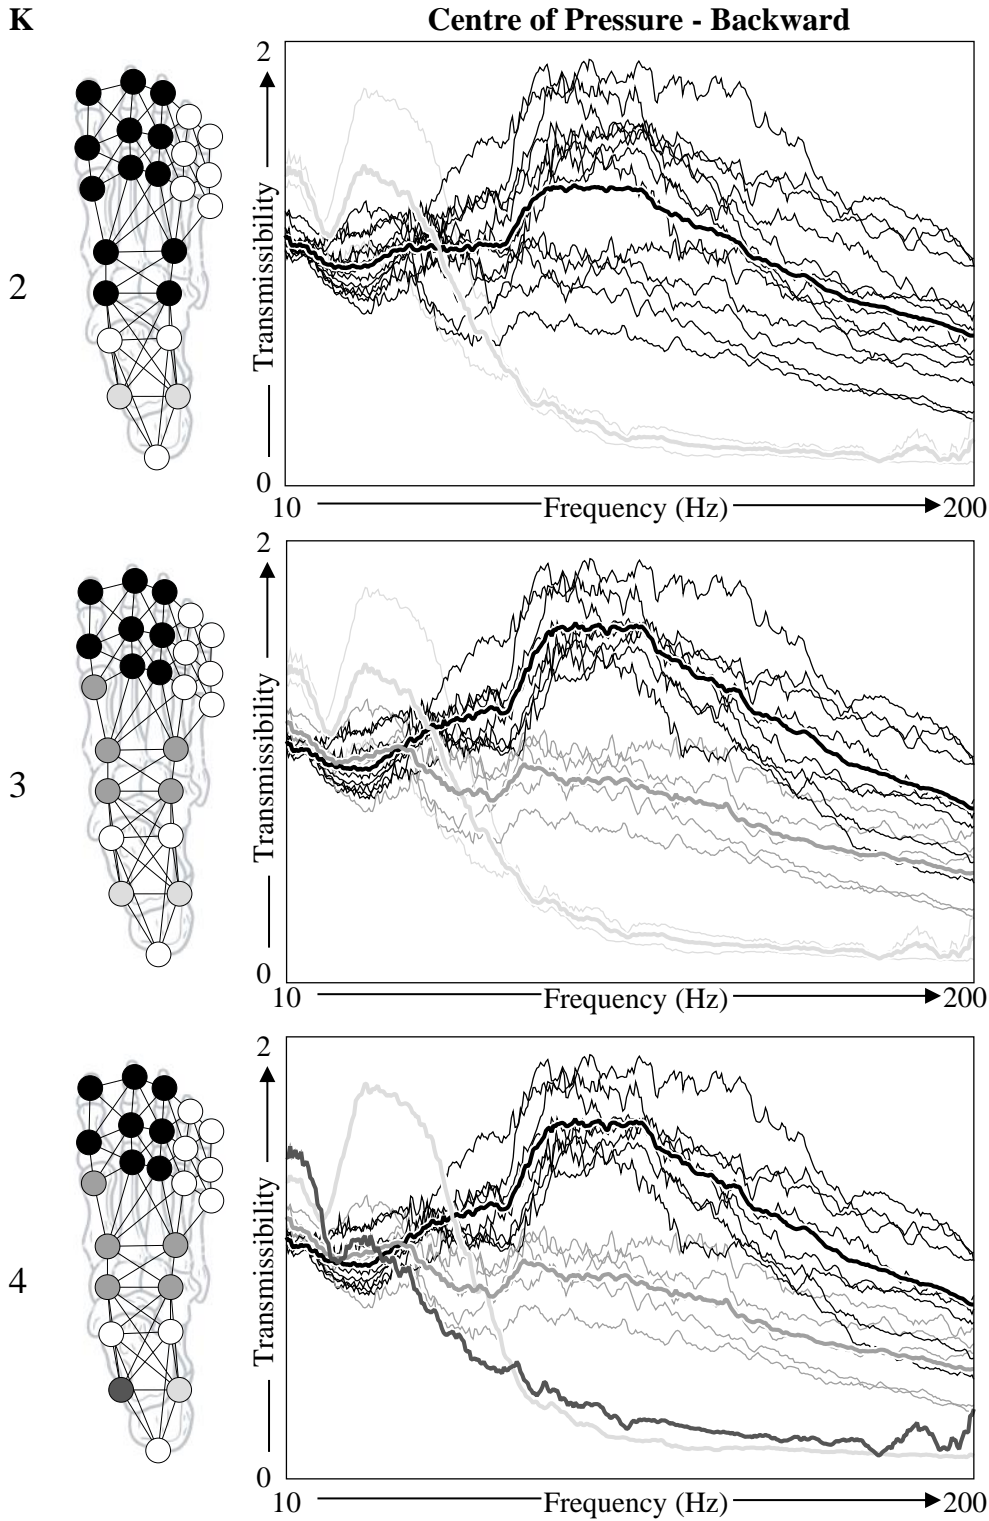 K
Centre of Pressure - Backward
2
2
Transmissibility
0
10
Frequency (Hz)
200
3
2
Transmissibility
0
10
Frequency (Hz)
200
4
2
Transmissibility
0
10
Frequency (Hz)
200